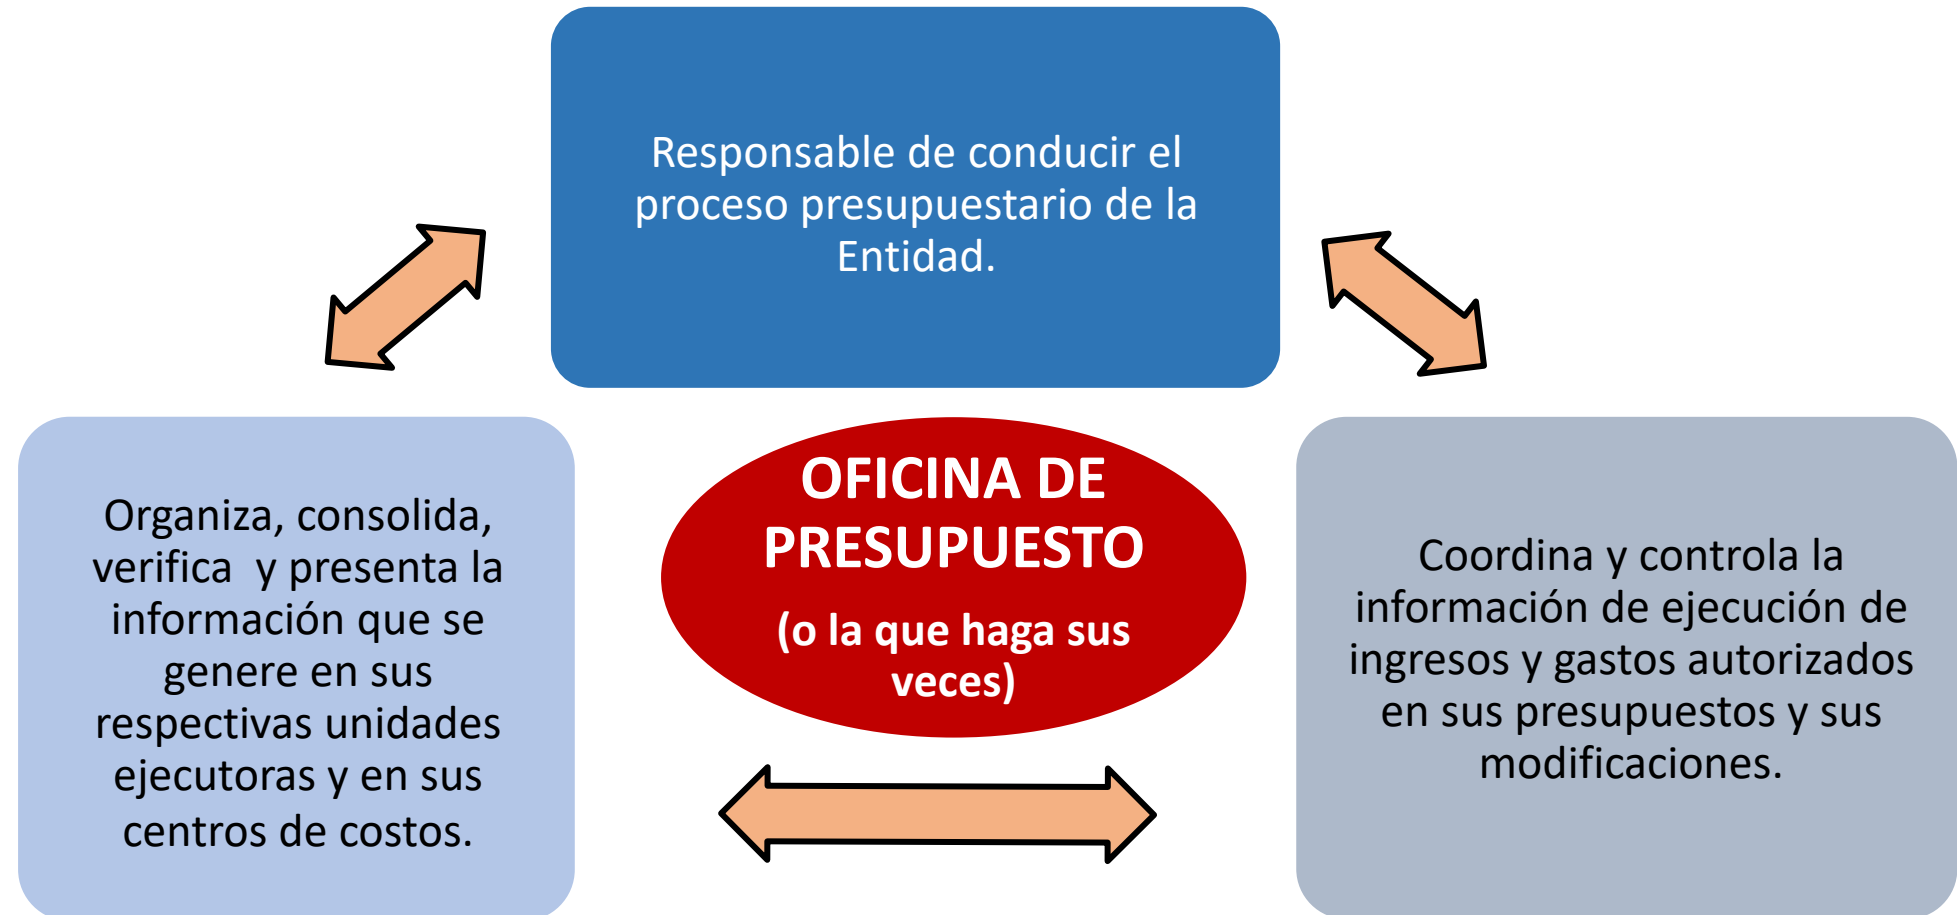 Responsable de conducir el
proceso presupuestario de la
Entidad.
Organiza, consolida,
verifica  y presenta la
información que se
genere en sus
respectivas unidades
ejecutoras y en sus
centros de costos.
OFICINA DE
PRESUPUESTO
(o la que haga sus
veces)
Coordina y controla la
información de ejecución de
ingresos y gastos autorizados
en sus presupuestos y sus
modificaciones.